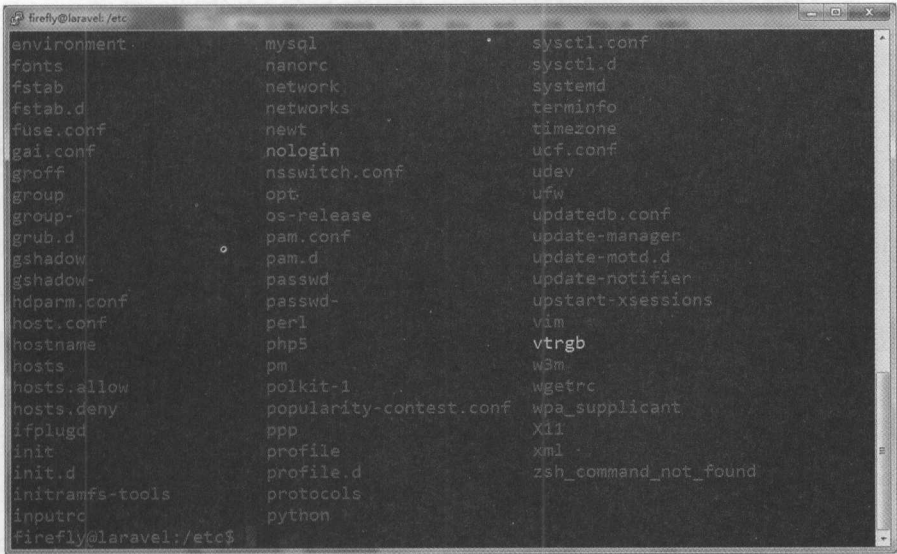 firefly@laravel: /etc
environment mysql sysctl.conf
fonts nanorc sysctl.d
fstab network systemd
fstab.d networks terminfo
fuse.conf newt timezone
gai.conf nologin ucf.conf
groff nsswitch.conf udev
group opt ufw
group- os-release updatedb.conf
grub.d pam.conf update-manager
gshadow pam.d update-motd.d
gshadow- passwd update-notifier
hdparm.conf passwd- upstart-xsessions
host.conf perl vim
hostname php5 vtrgb
hosts pm w3m
hosts.allow polkit-1 wgetrc
hosts.deny popularity-contest.conf wpa_supplicant
ifplugd ppp X11
init profile xml
init.d profile.d zsh_command_not_found
initramfs-tools protocols
inputrc python
firefly@laravel:/etc$